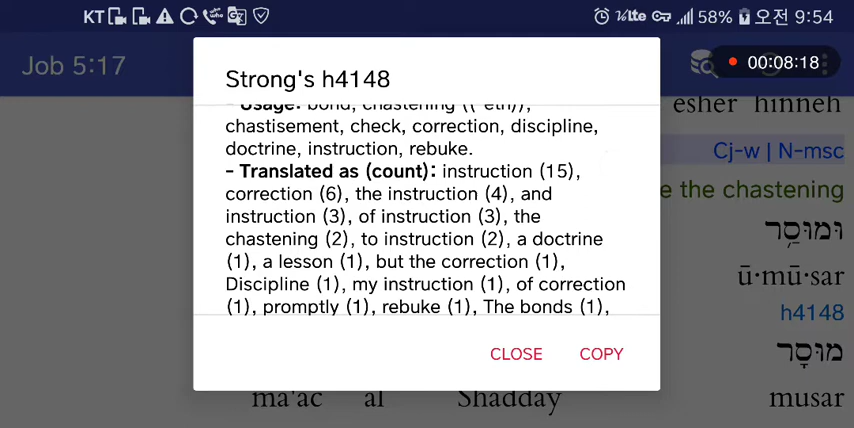 KT 58% 오전 9:54
Job 5:17
00:08:18
Strong's h4148
- Usage: bond, chastening ((-eth)),
chastisement, check, correction, discipline,
doctrine, instruction, rebuke.
- Translated as (count): instruction (15),
correction (6), the instruction (4), and
instruction (3), of instruction (3), the
chastening (2), to instruction (2), a doctrine
(1), a lesson (1), but the correction (1),
Discipline (1), my instruction (1), of correction
(1), promptly (1), rebuke (1), The bonds (1),
CLOSE COPY
esher hinneh
Cj-w | N-msc
e the chastening
וּמוּסַ֥ר
ū·mū·sar
h4148
מוּסָר
ma'ac al Shadday musar